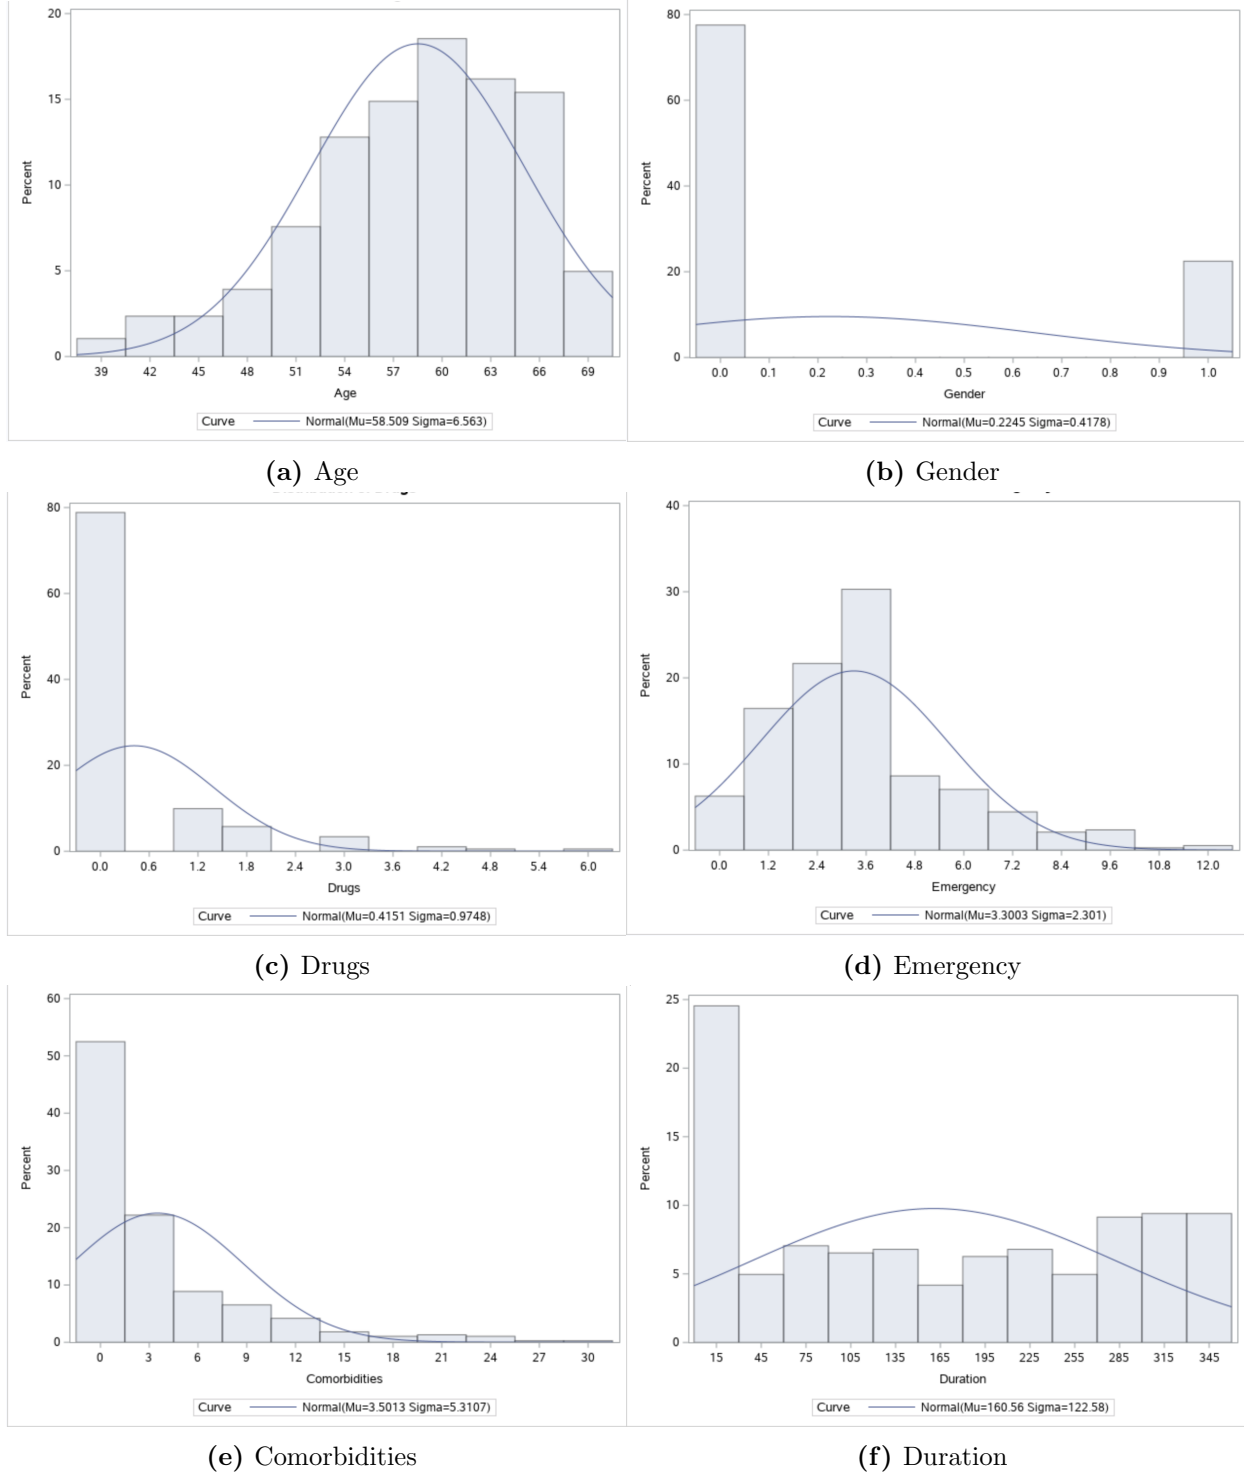 20
15
10
5
0
Percent
39 42 45 48 51 54 57 60 63 66 69
Age
Curve Normal(Mu=58.509 Sigma=6.563)
(a) Age
80
60
40
20
0
Percent
0.0 0.1 0.2 0.3 0.4 0.5 0.6 0.7 0.8 0.9 1.0
Gender
Curve Normal(Mu=0.2245 Sigma=0.4178)
(b) Gender
80
60
40
20
0
Percent
0.0 0.6 1.2 1.8 2.4 3.0 3.6 4.2 4.8 5.4 6.0
Drugs
Curve Normal(Mu=0.4151 Sigma=0.9748)
(c) Drugs
40
30
20
10
0
Percent
0.0 1.2 2.4 3.6 4.8 6.0 7.2 8.4 9.6 10.8 12.0
Emergency
Curve Normal(Mu=3.3003 Sigma=2.301)
(d) Emergency
60
50
40
30
20
10
0
Percent
0 3 6 9 12 15 18 21 24 27 30
Comorbidities
Curve Normal(Mu=3.5013 Sigma=5.3107)
(e) Comorbidities
25
20
15
10
5
0
Percent
15 45 75 105 135 165 195 225 255 285 315 345
Duration
Curve Normal(Mu=160.56 Sigma=122.58)
(f) Duration